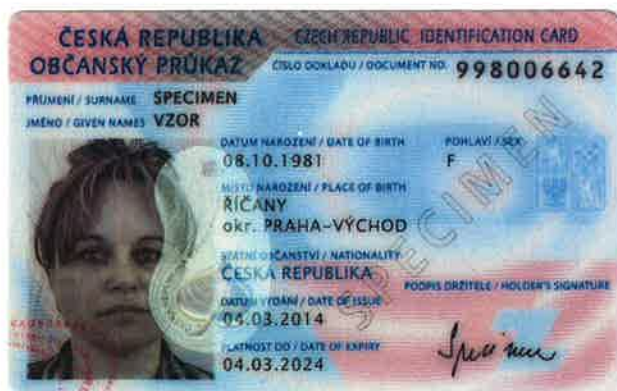 ČESKÁ REPUBLIKA CZECH REPUBLIC, IDENTIFICATION CARD
OBČANSKÝ PRŮKAZ ČÍSLO DOKLADU / DOCUMENT NO. 998006642
PŘÍJMENÍ / SURNAME SPECIMEN
JMÉNO / GIVEN NAMES VZOR
DATUM NAROZENÍ / DATE OF BIRTH POHLAVÍ / SEX
08.10.1981 F
MÍSTO NAROZENÍ / PLACE OF BIRTH
ŘÍČANY
okr. PRAHA-VÝCHOD
STÁTNÍ OBČANSTVÍ / NATIONALITY
ČESKÁ REPUBLIKA
DATUM VYDÁNÍ / DATE OF ISSUE PODPIS DRŽITELE / HOLDER'S SIGNATURE
04.03.2014
PLATNOST DO / DATE OF EXPIRY
04.03.2024 Specimen
SPECIMEN